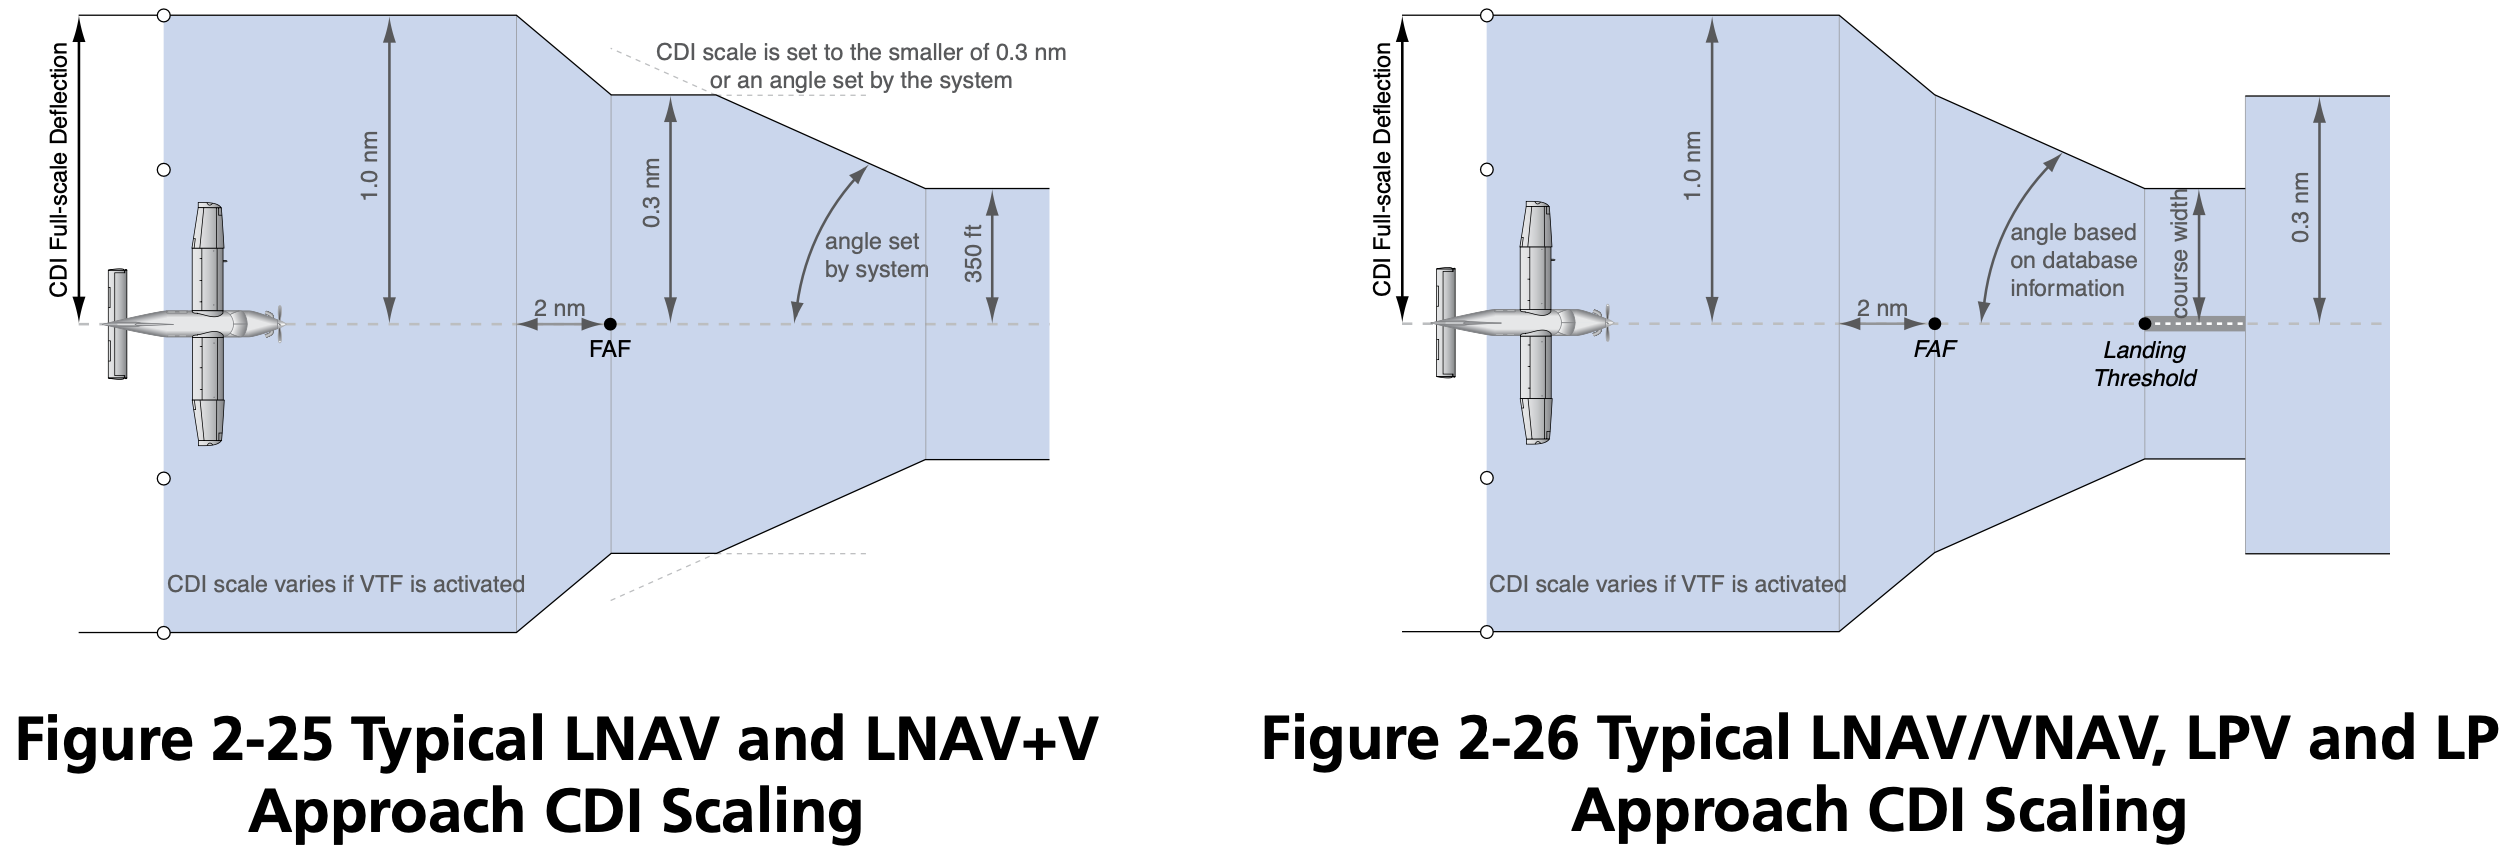 CDI Full-scale Deflection
1.0 nm
CDI scale is set to the smaller of 0.3 nm
or an angle set by the system
0.3 nm
2 nm
FAF
angle set
by system
350 ft
CDI scale varies if VTF is activated
Figure 2-25 Typical LNAV and LNAV+V
Approach CDI Scaling
CDI Full-scale Deflection
1.0 nm
2 nm
FAF
angle based
on database
information
course width
Landing
Threshold
0.3 nm
CDI scale varies if VTF is activated
Figure 2-26 Typical LNAV/VNAV, LPV and LP
Approach CDI Scaling